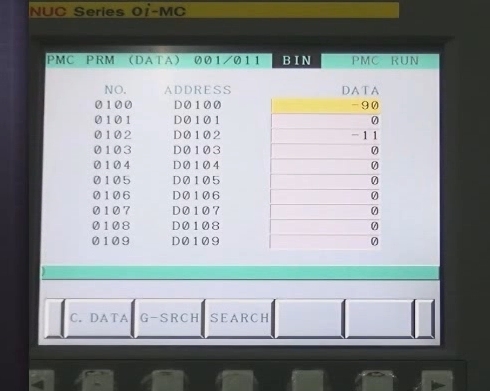 NUC Series 0i-MC
PMC PRM (DATA) 001/011 BIN PMC RUN
NO. ADDRESS DATA
0100 D0100 -90
0101 D0101 0
0102 D0102 -11
0103 D0103 0
0104 D0104 0
0105 D0105 0
0106 D0106 0
0107 D0107 0
0108 D0108 0
0109 D0109 0
)
C. DATA G-SRCH SEARCH